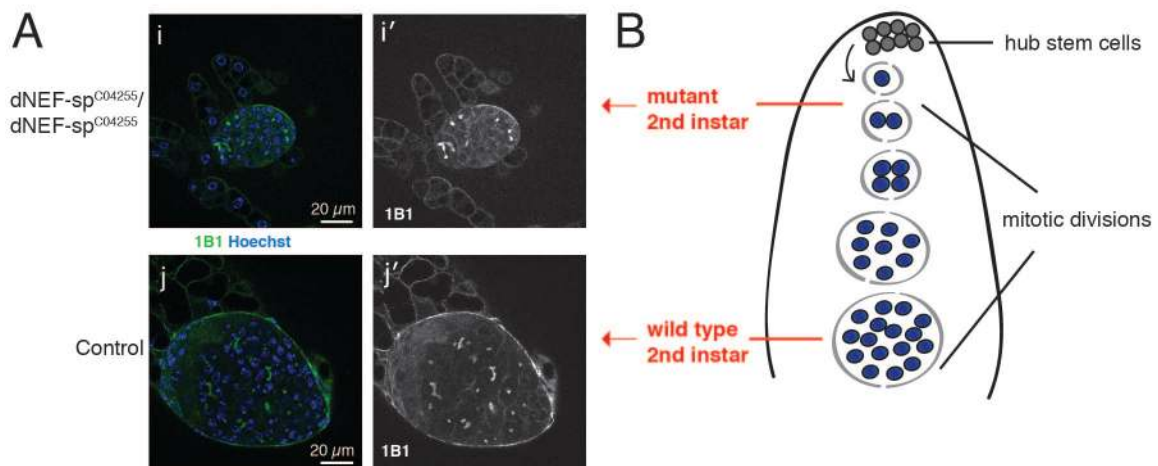 A
i
i′
dNEF-sp^C04255/
dNEF-sp^C04255
20 µm
1B1
1B1 Hoechst
j
j′
Control
20 µm
1B1
B
hub stem cells
mutant
2nd instar
mitotic divisions
wild type
2nd instar